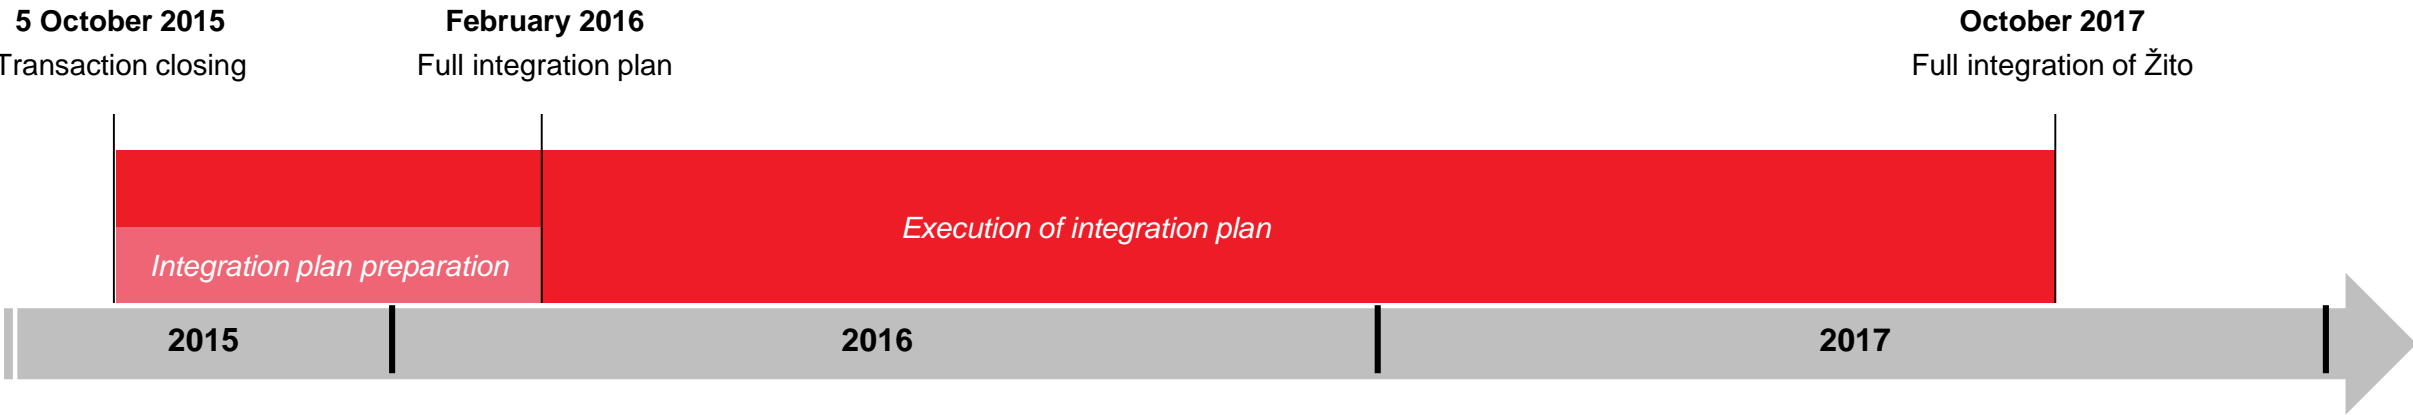 5 October 2015
Transaction closing
February 2016
Full integration plan
October 2017
Full integration of Žito
Execution of integration plan
Integration plan preparation
2015
2016
2017